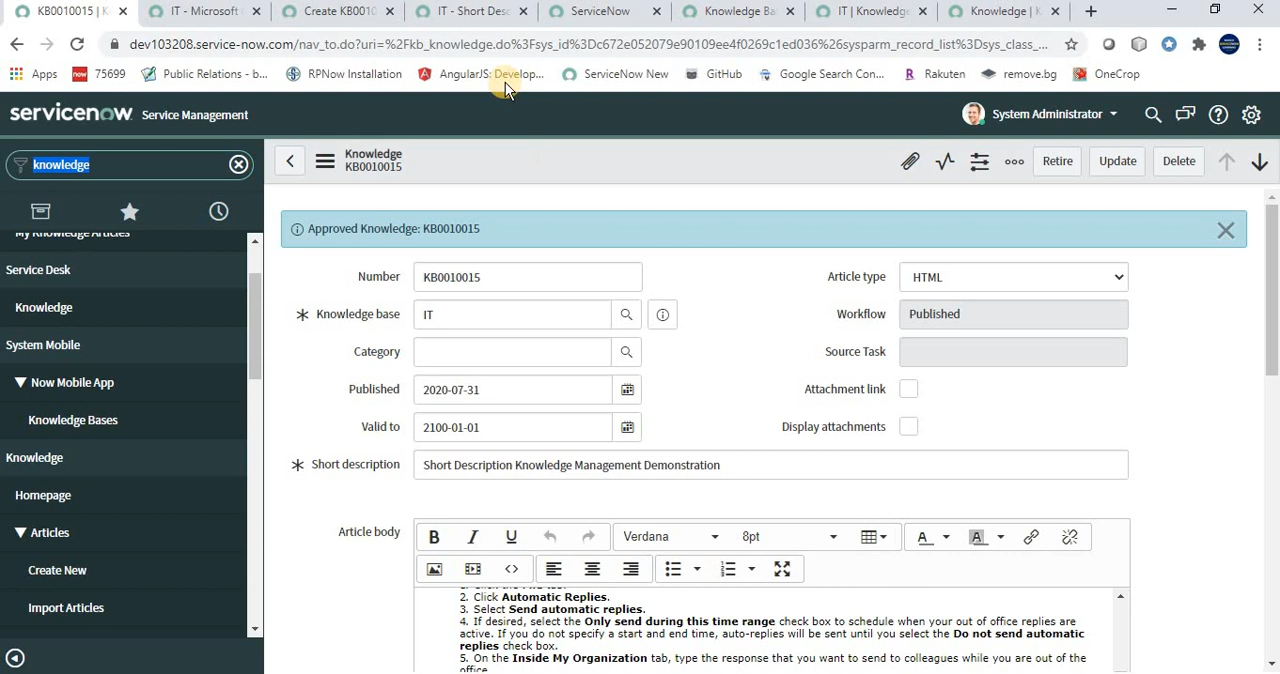 KB0010015 | K
IT - Microsoft
Create KB0010
IT - Short Desc
ServiceNow
Knowledge Ba
IT | Knowledge
Knowledge | K
dev103208.service-now.com/nav_to.do?uri=%2Fkb_knowledge.do%3Fsys_id%3Dc672e052079e90109ee4f0269c1ed036%26sysparm_record_list%3Dsys_class_...
Apps
75699
Public Relations - b...
RPNow Installation
AngularJS: Develop...
ServiceNow New
GitHub
Google Search Con...
Rakuten
remove.bg
OneCrop
servicenow Service Management
System Administrator
knowledge
Knowledge
KB0010015
Retire
Update
Delete
My Knowledge Articles
Service Desk
Knowledge
System Mobile
Now Mobile App
Knowledge Bases
Knowledge
Homepage
Articles
Create New
Import Articles
Approved Knowledge: KB0010015
Number KB0010015
Article type HTML
Knowledge base IT
Workflow Published
Category
Source Task
Published 2020-07-31
Attachment link
Valid to 2100-01-01
Display attachments
Short description Short Description Knowledge Management Demonstration
Article body
B I U Verdana 8pt A A
2. Click Automatic Replies.
3. Select Send automatic replies.
4. If desired, select the Only send during this time range check box to schedule when your out of office replies are
active. If you do not specify a start and end time, auto-replies will be sent until you select the Do not send automatic
replies check box.
5. On the Inside My Organization tab, type the response that you want to send to colleagues while you are out of the
office.